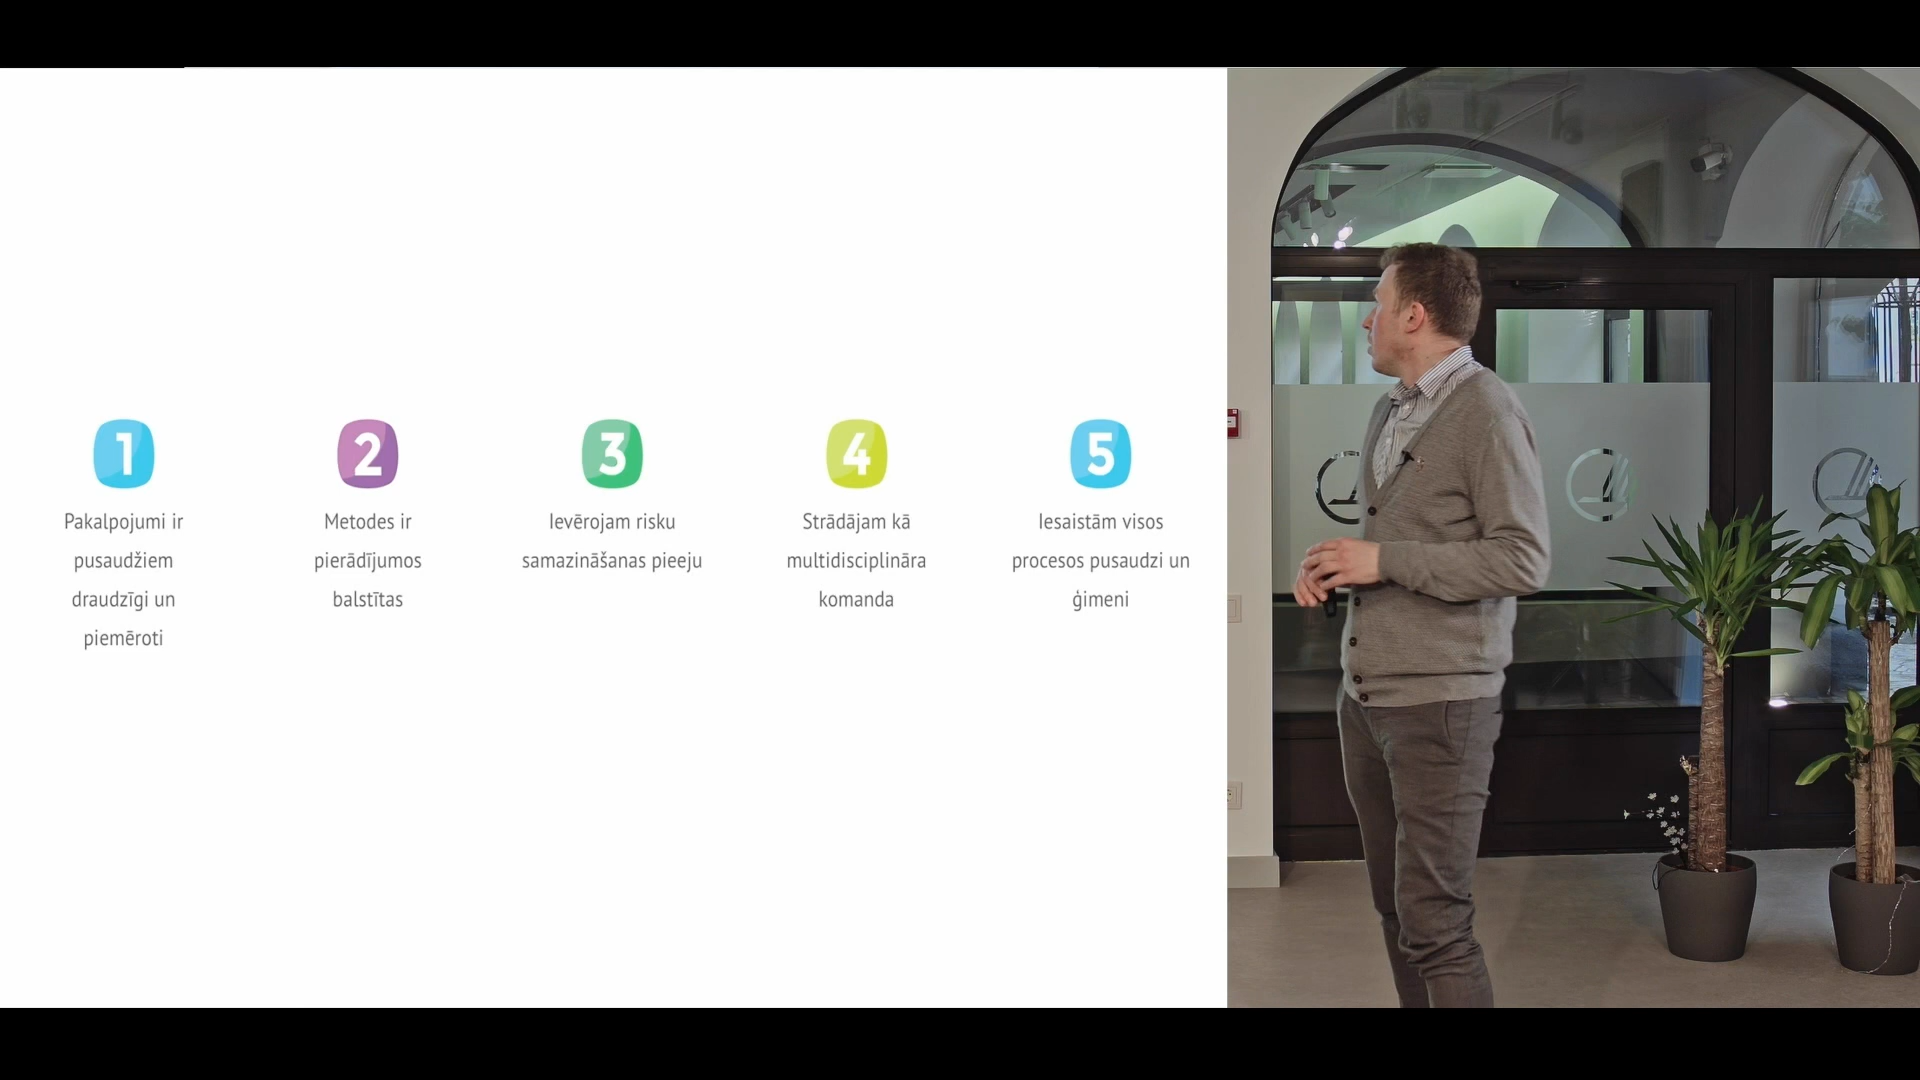 1
Pakalpojumi ir
pusaudžiem
draudzīgi un
piemēroti
2
Metodes ir
pierādījumos
balstītas
3
Ievērojam risku
samazināšanas pieeju
4
Strādājam kā
multidisciplināra
komanda
5
Iesaistām visos
procesos pusaudzi un
ģimeni